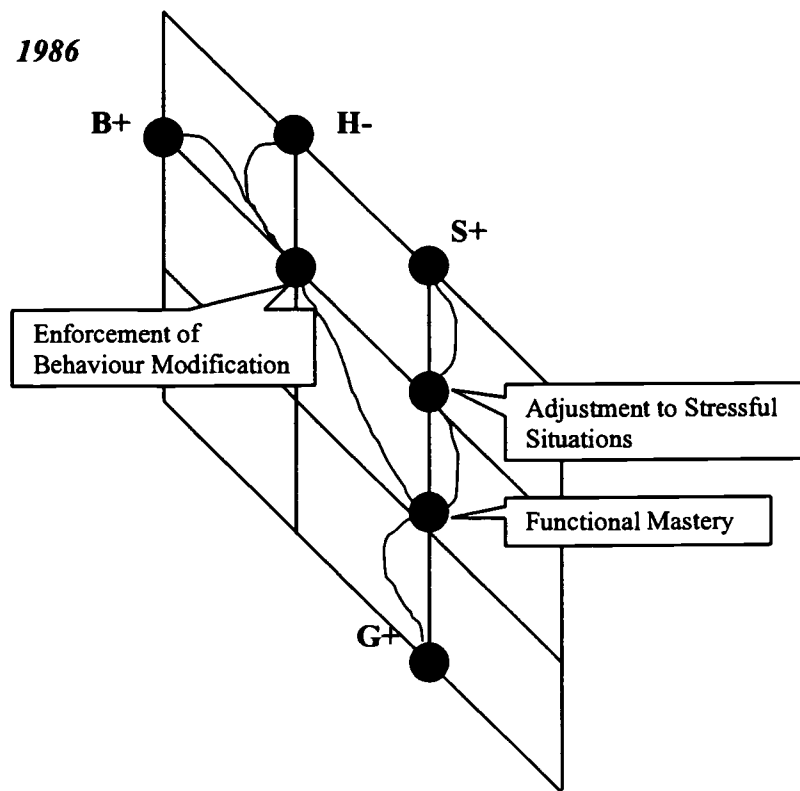 1986
B+
H-
S+
Enforcement of
Behaviour Modification
Adjustment to Stressful
Situations
Functional Mastery
G+